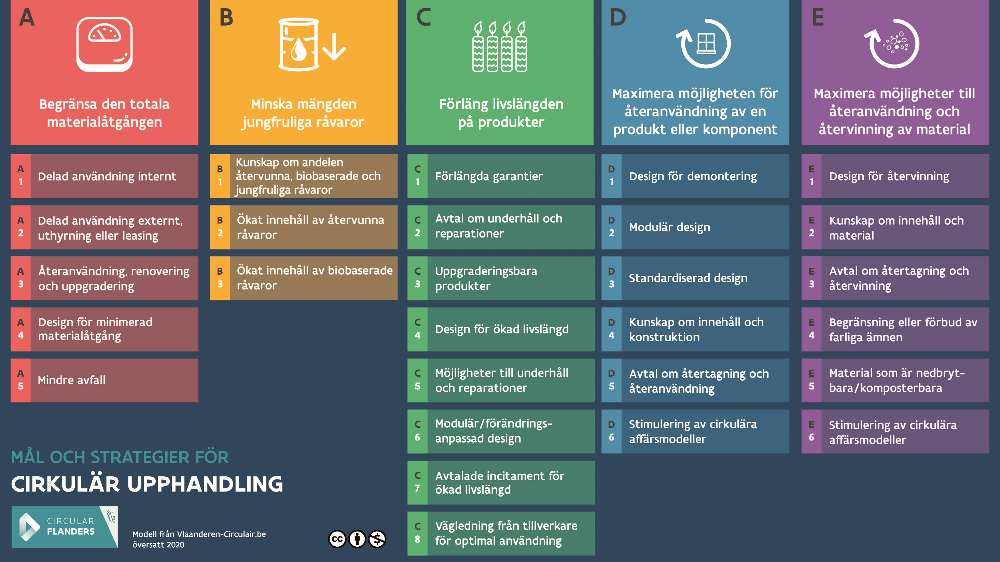 A
Begränsa den totala
materialåtgången
A
1
Delad användning internt
A
2
Delad användning externt,
uthyrning eller leasing
A
3
Återanvändning, renovering
och uppgradering
A
4
Design för minimerad
materialåtgång
A
5
Mindre avfall
B
Minska mängden
jungfruliga råvaror
B
1
Kunskap om andelen
återvunna, biobaserade och
jungfruliga råvaror
B
2
Ökat innehåll av återvunna
råvaror
B
3
Ökat innehåll av biobaserade
råvaror
C
Förläng livslängden
på produkter
C
1
Förlängda garantier
C
2
Avtal om underhåll och
reparationer
C
3
Uppgraderingsbara
produkter
C
4
Design för ökad livslängd
C
5
Möjligheter till underhåll
och reparationer
C
6
Modulär/förändrings-
anpassad design
C
7
Avtalade incitament för
ökad livslängd
C
8
Vägledning från tillverkare
för optimal användning
D
Maximera möjligheten för
återanvändning av en
produkt eller komponent
D
1
Design för demontering
D
2
Modulär design
D
3
Standardiserad design
D
4
Kunskap om innehåll och
konstruktion
D
5
Avtal om återtagning och
återanvändning
D
6
Stimulering av cirkulära
affärsmodeller
E
Maximera möjligheter till
återanvändning och
återvinning av material
E
1
Design för återvinning
E
2
Kunskap om innehåll och
material
E
3
Avtal om återtagning och
återvinning
E
4
Begränsning eller förbud av
farliga ämnen
E
5
Material som är nedbryt-
bara/komposterbara
E
6
Stimulering av cirkulära
affärsmodeller
MÅL OCH STRATEGIER FÖR
CIRKULÄR UPPHANDLING
CIRCULAR
FLANDERS
Modell från Vlaanderen-Circulair.be
översatt 2020
cc